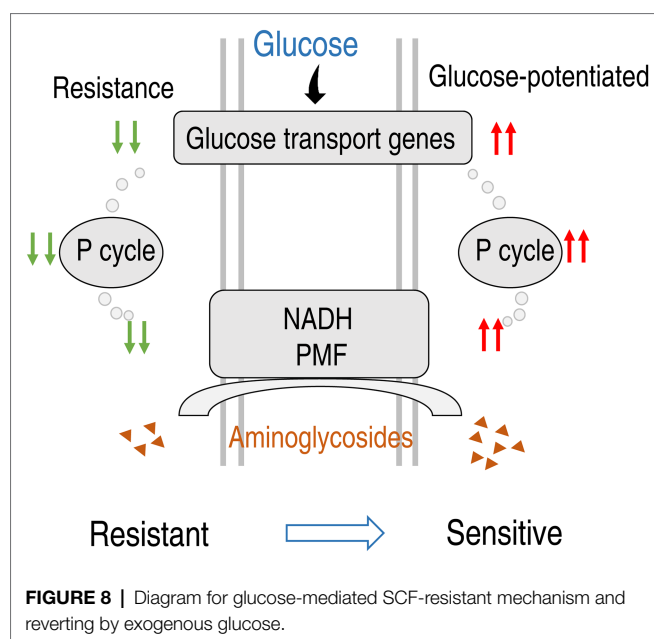 Glucose
Resistance
Glucose-potentiated
Glucose transport genes
P cycle
P cycle
NADH
PMF
Aminoglycosides
Resistant
Sensitive
FIGURE 8 | Diagram for glucose-mediated SCF-resistant mechanism and
reverting by exogenous glucose.